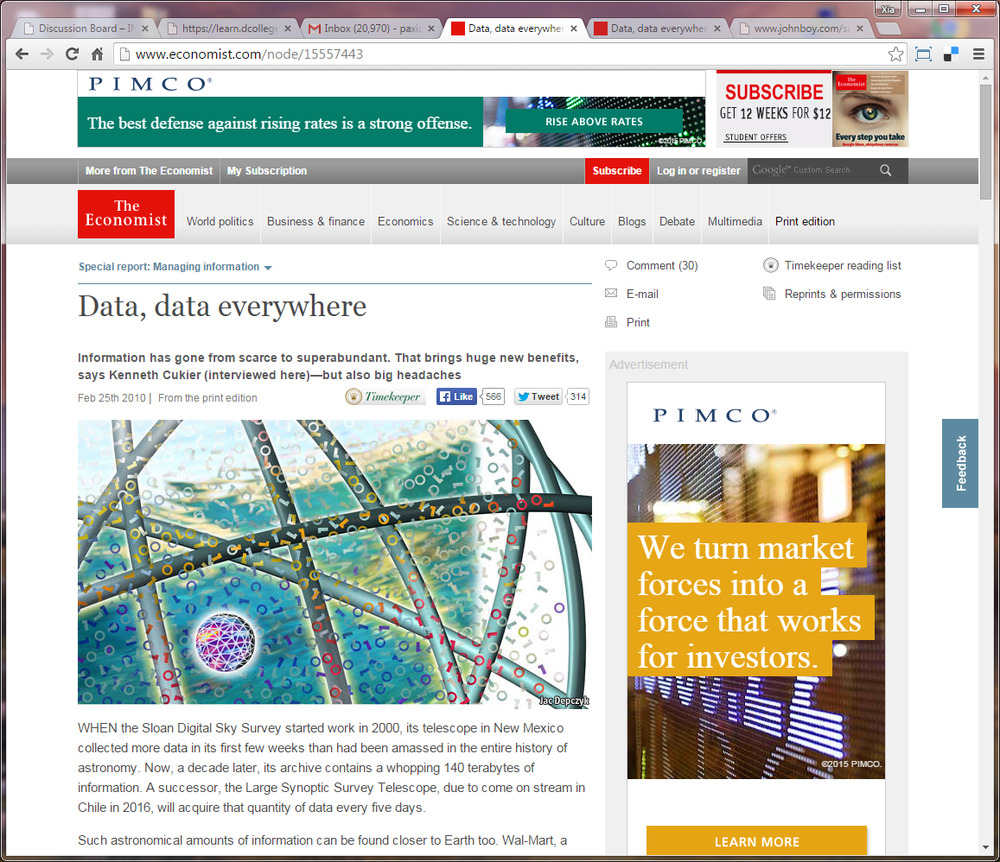 Xia
Discussion Board – IN
https://learn.dcollege
Inbox (20,970) - paxia
Data, data everywhere
Data, data everywhere
www.johnboy.com/s
www.economist.com/node/15557443
PIMCO®
The best defense against rising rates is a strong offense.
RISE ABOVE RATES
©2015 PIMCO.
SUBSCRIBE
GET 12 WEEKS FOR $12
STUDENT OFFERS
The Economist
Every step you take
Google Glass, ubiquitous cameras
More from The Economist
My Subscription
Subscribe
Log in or register
Google™ Custom Search
The
Economist
World politics
Business & finance
Economics
Science & technology
Culture
Blogs
Debate
Multimedia
Print edition
Special report: Managing information
Data, data everywhere
Information has gone from scarce to superabundant. That brings huge new benefits,
says Kenneth Cukier (interviewed here)—but also big headaches
Feb 25th 2010 | From the print edition
Timekeeper
Like
566
Tweet
314
Jac Depczyk
WHEN the Sloan Digital Sky Survey started work in 2000, its telescope in New Mexico
collected more data in its first few weeks than had been amassed in the entire history of
astronomy. Now, a decade later, its archive contains a whopping 140 terabytes of
information. A successor, the Large Synoptic Survey Telescope, due to come on stream in
Chile in 2016, will acquire that quantity of data every five days.
Such astronomical amounts of information can be found closer to Earth too. Wal-Mart, a
Comment (30)
Timekeeper reading list
E-mail
Reprints & permissions
Print
Advertisement
PIMCO®
We turn market
forces into a
force that works
for investors.
©2015 PIMCO.
LEARN MORE
Feedback